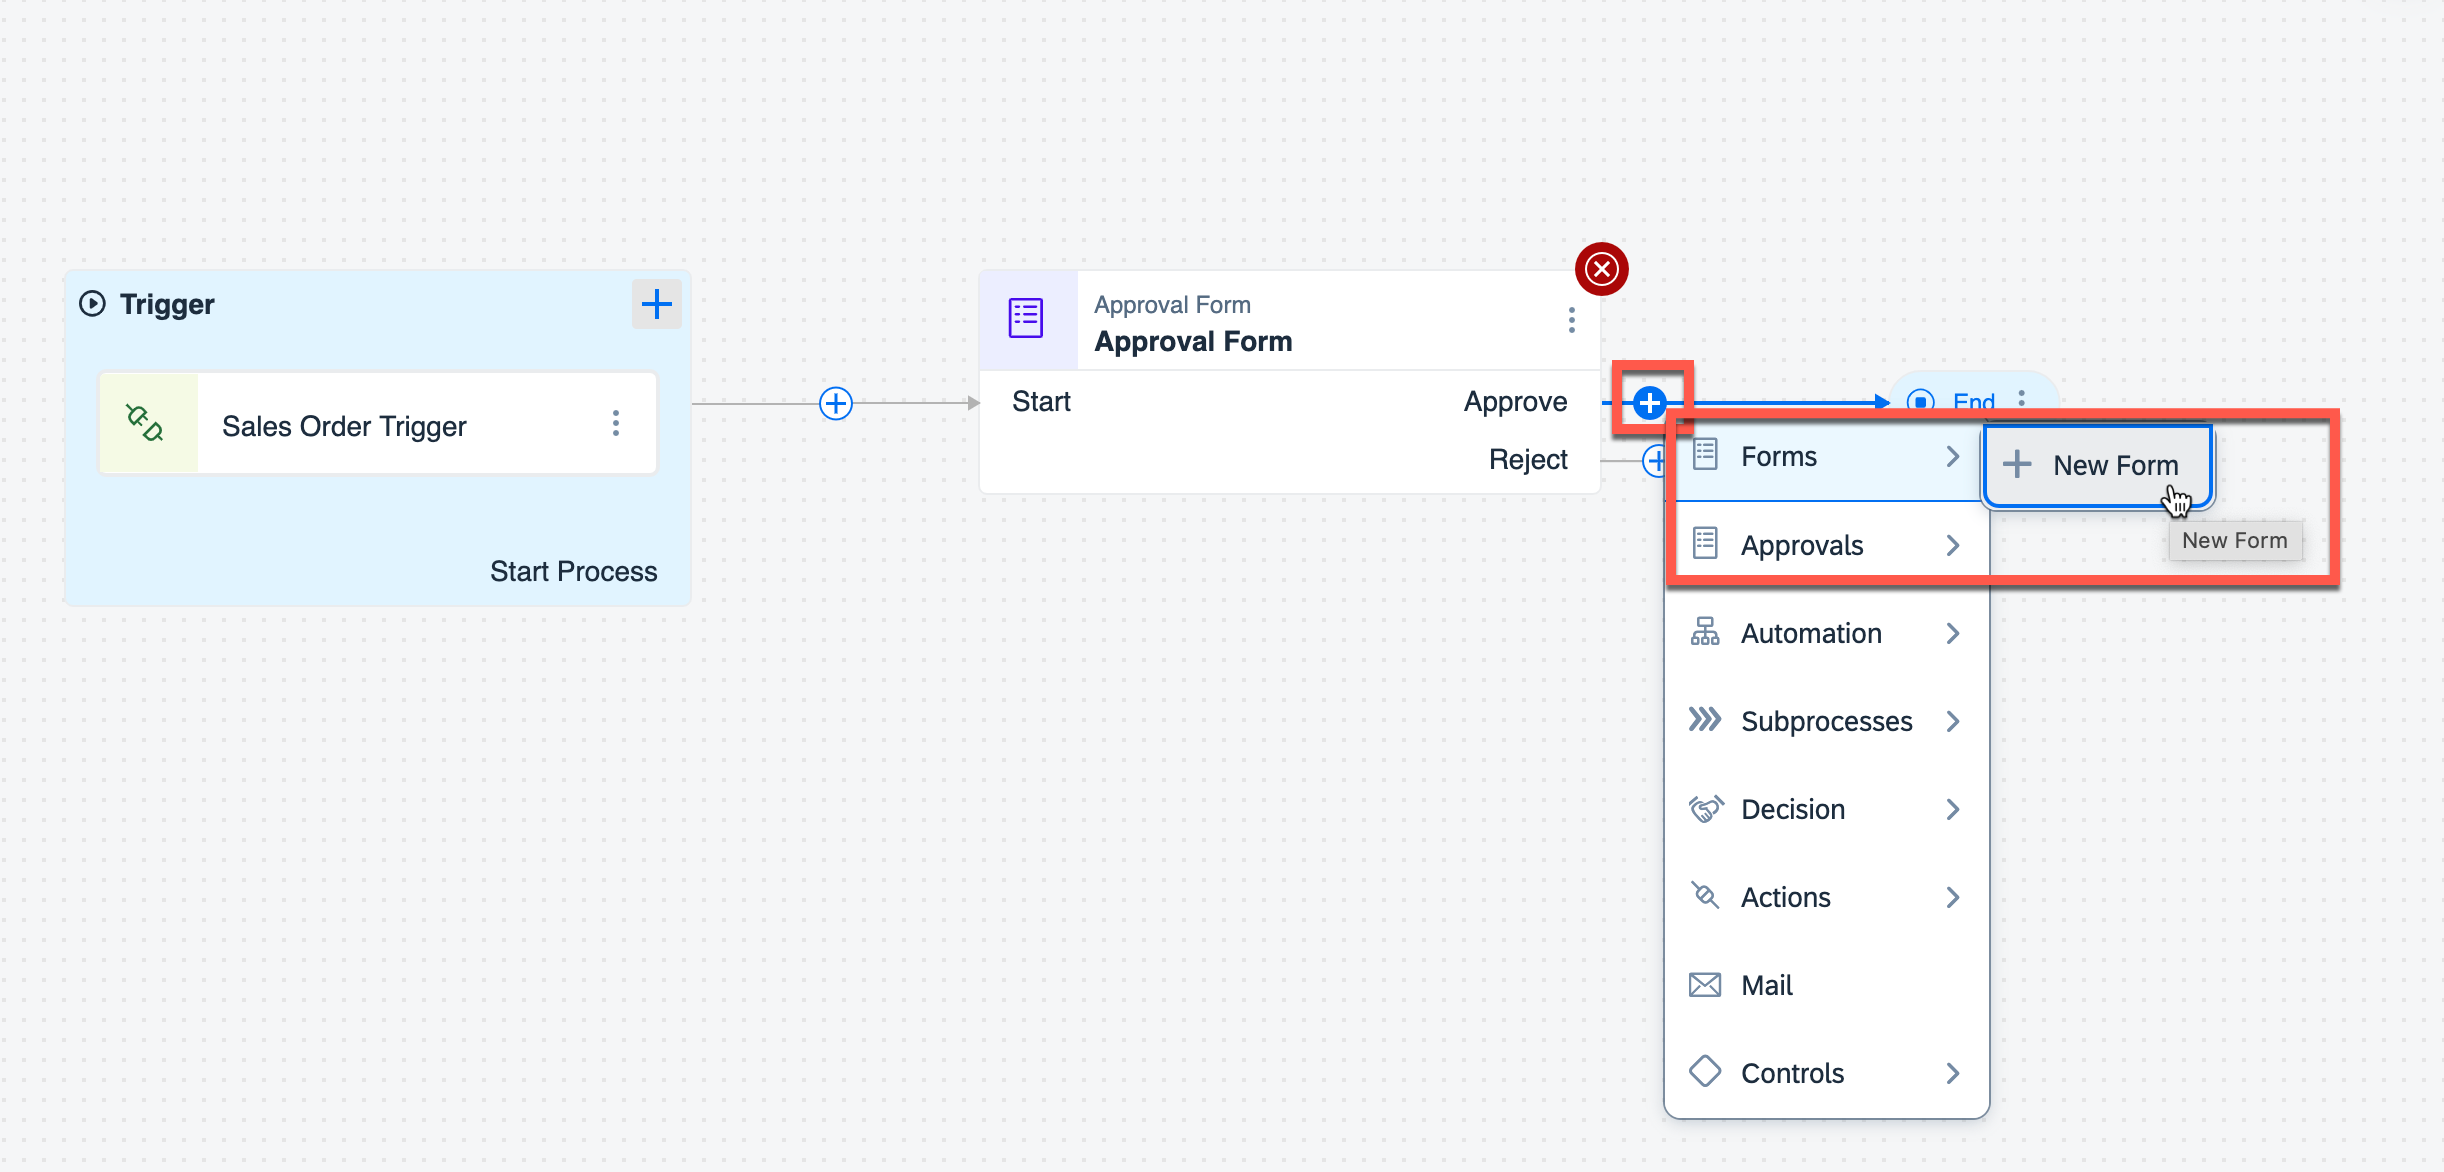 Trigger
Sales Order Trigger
Start Process
Approval Form
Approval Form
Start
Approve
Reject
End
Forms
New Form
New Form
Approvals
Automation
Subprocesses
Decision
Actions
Mail
Controls